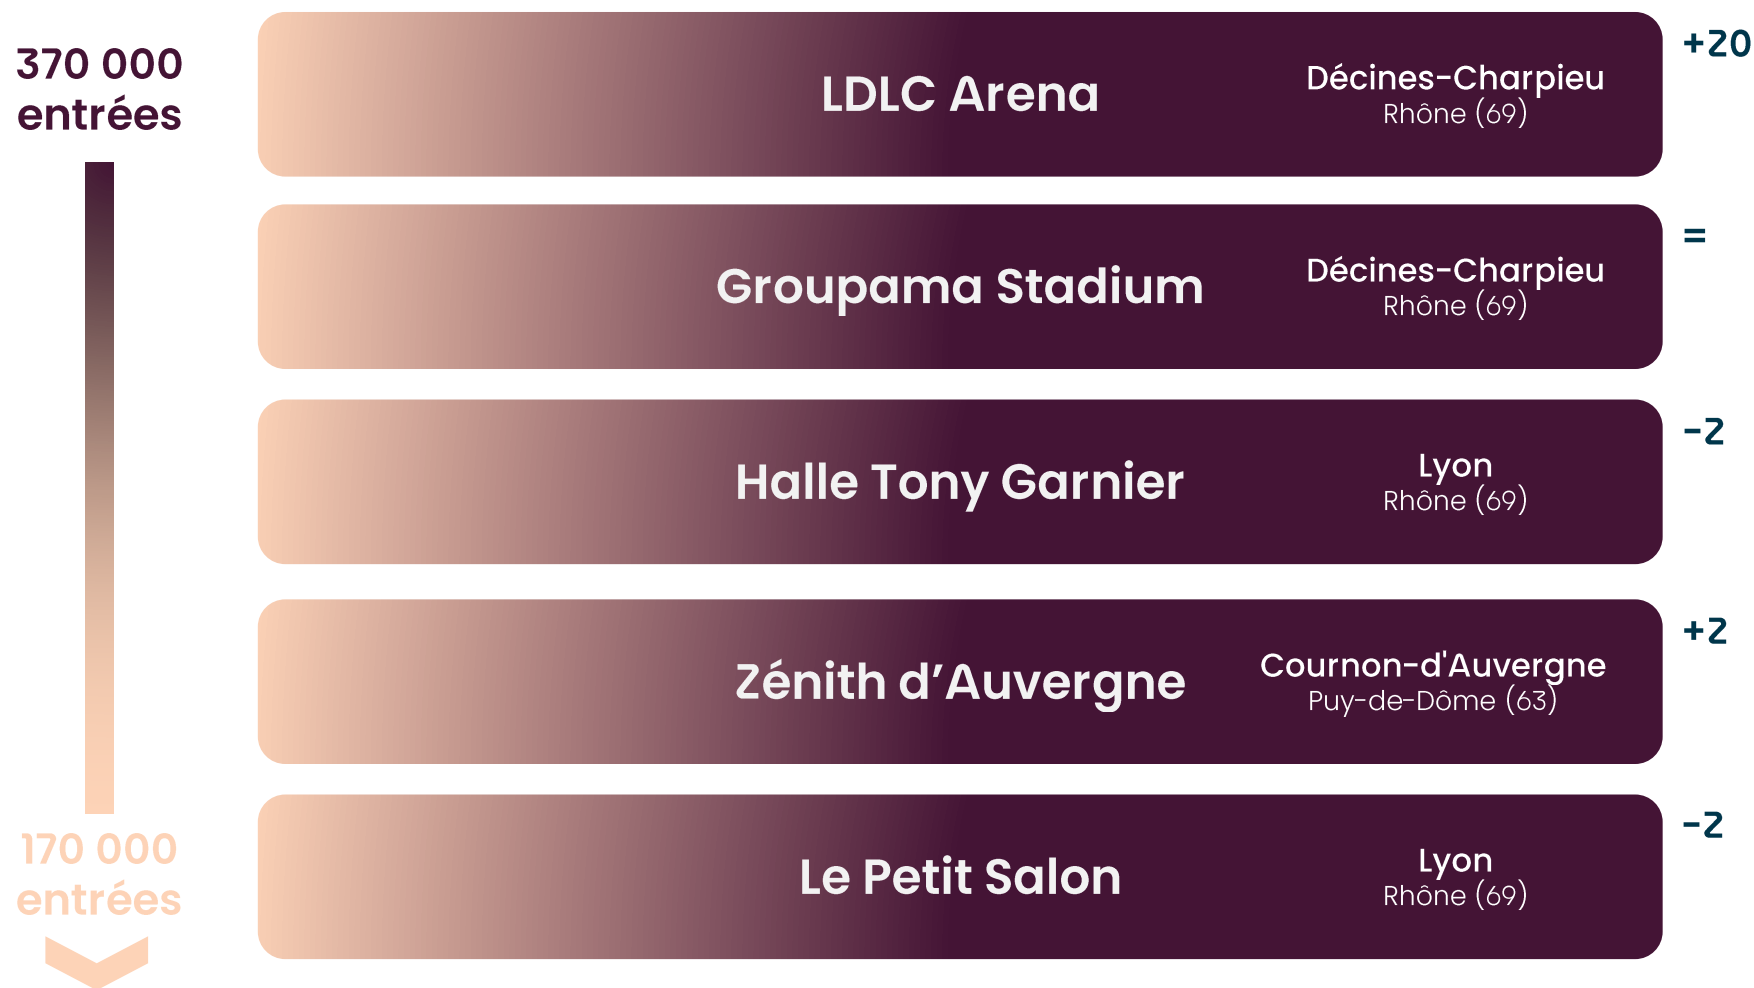 370 000
entrées
LDLC Arena
Décines-Charpieu
Rhône (69)
+20
Groupama Stadium
Décines-Charpieu
Rhône (69)
=
Halle Tony Garnier
Lyon
Rhône (69)
-2
Zénith d’Auvergne
Cournon-d'Auvergne
Puy-de-Dôme (63)
+2
170 000
entrées
Le Petit Salon
Lyon
Rhône (69)
-2